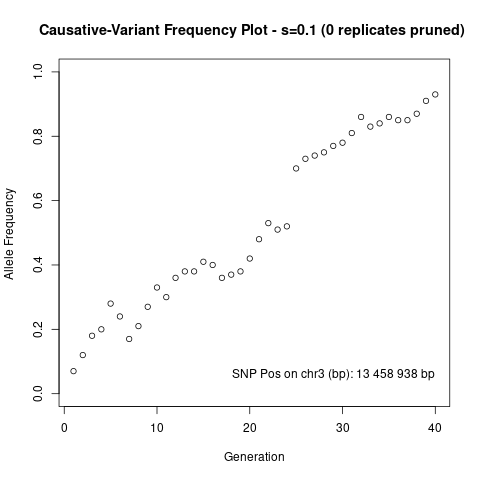 Causative-Variant Frequency Plot - s=0.1 (0 replicates pruned)
Allele Frequency
1.0
0.8
0.6
0.4
0.2
0.0
SNP Pos on chr3 (bp): 13 458 938 bp
0 10 20 30 40
Generation